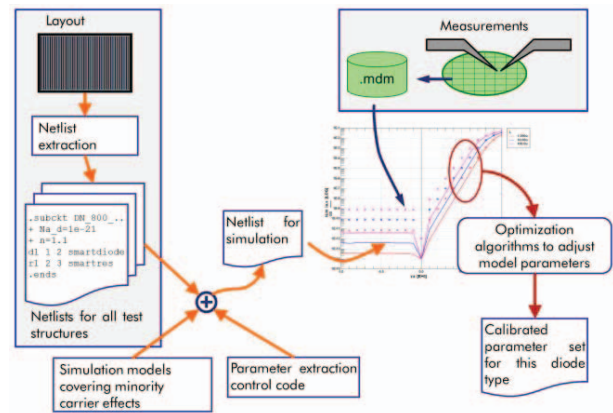 Layout
Netlist
extraction
.subckt DN_800_..
+ Na_d=1e-21
+ n=1.1
d1 1 2 smartdiode
r1 2 3 smartres
.ends
Netlists for all test
structures
Simulation models
covering minority
carrier effects
Parameter extraction
control code
Netlist for
simulation
Measurements
.mdm
Optimization
algorithms to adjust
model parameters
Calibrated
parameter set
for this diode
type